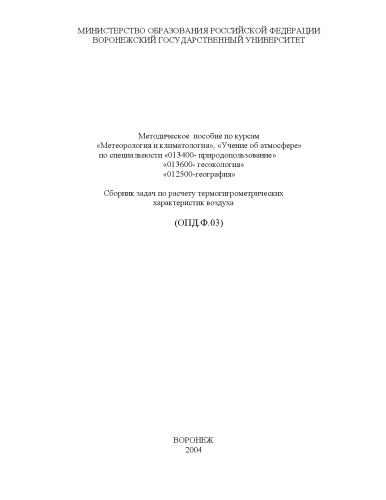 МИНИСТЕРСТВО ОБРАЗОВАНИЯ РОССИЙСКОЙ ФЕДЕРАЦИИ
ВОРОНЕЖСКИЙ ГОСУДАРСТВЕННЫЙ УНИВЕРСИТЕТ
Методическое пособие по курсам
«Метеорология и климатология», «Учение об атмосфере»
по специальности «013400- природопользование»
«013600- геоэкология»
«012500-география»
Сборник задач по расчету термогигрометрических
характеристик воздуха
(ОПД.Ф.03)
ВОРОНЕЖ
2004